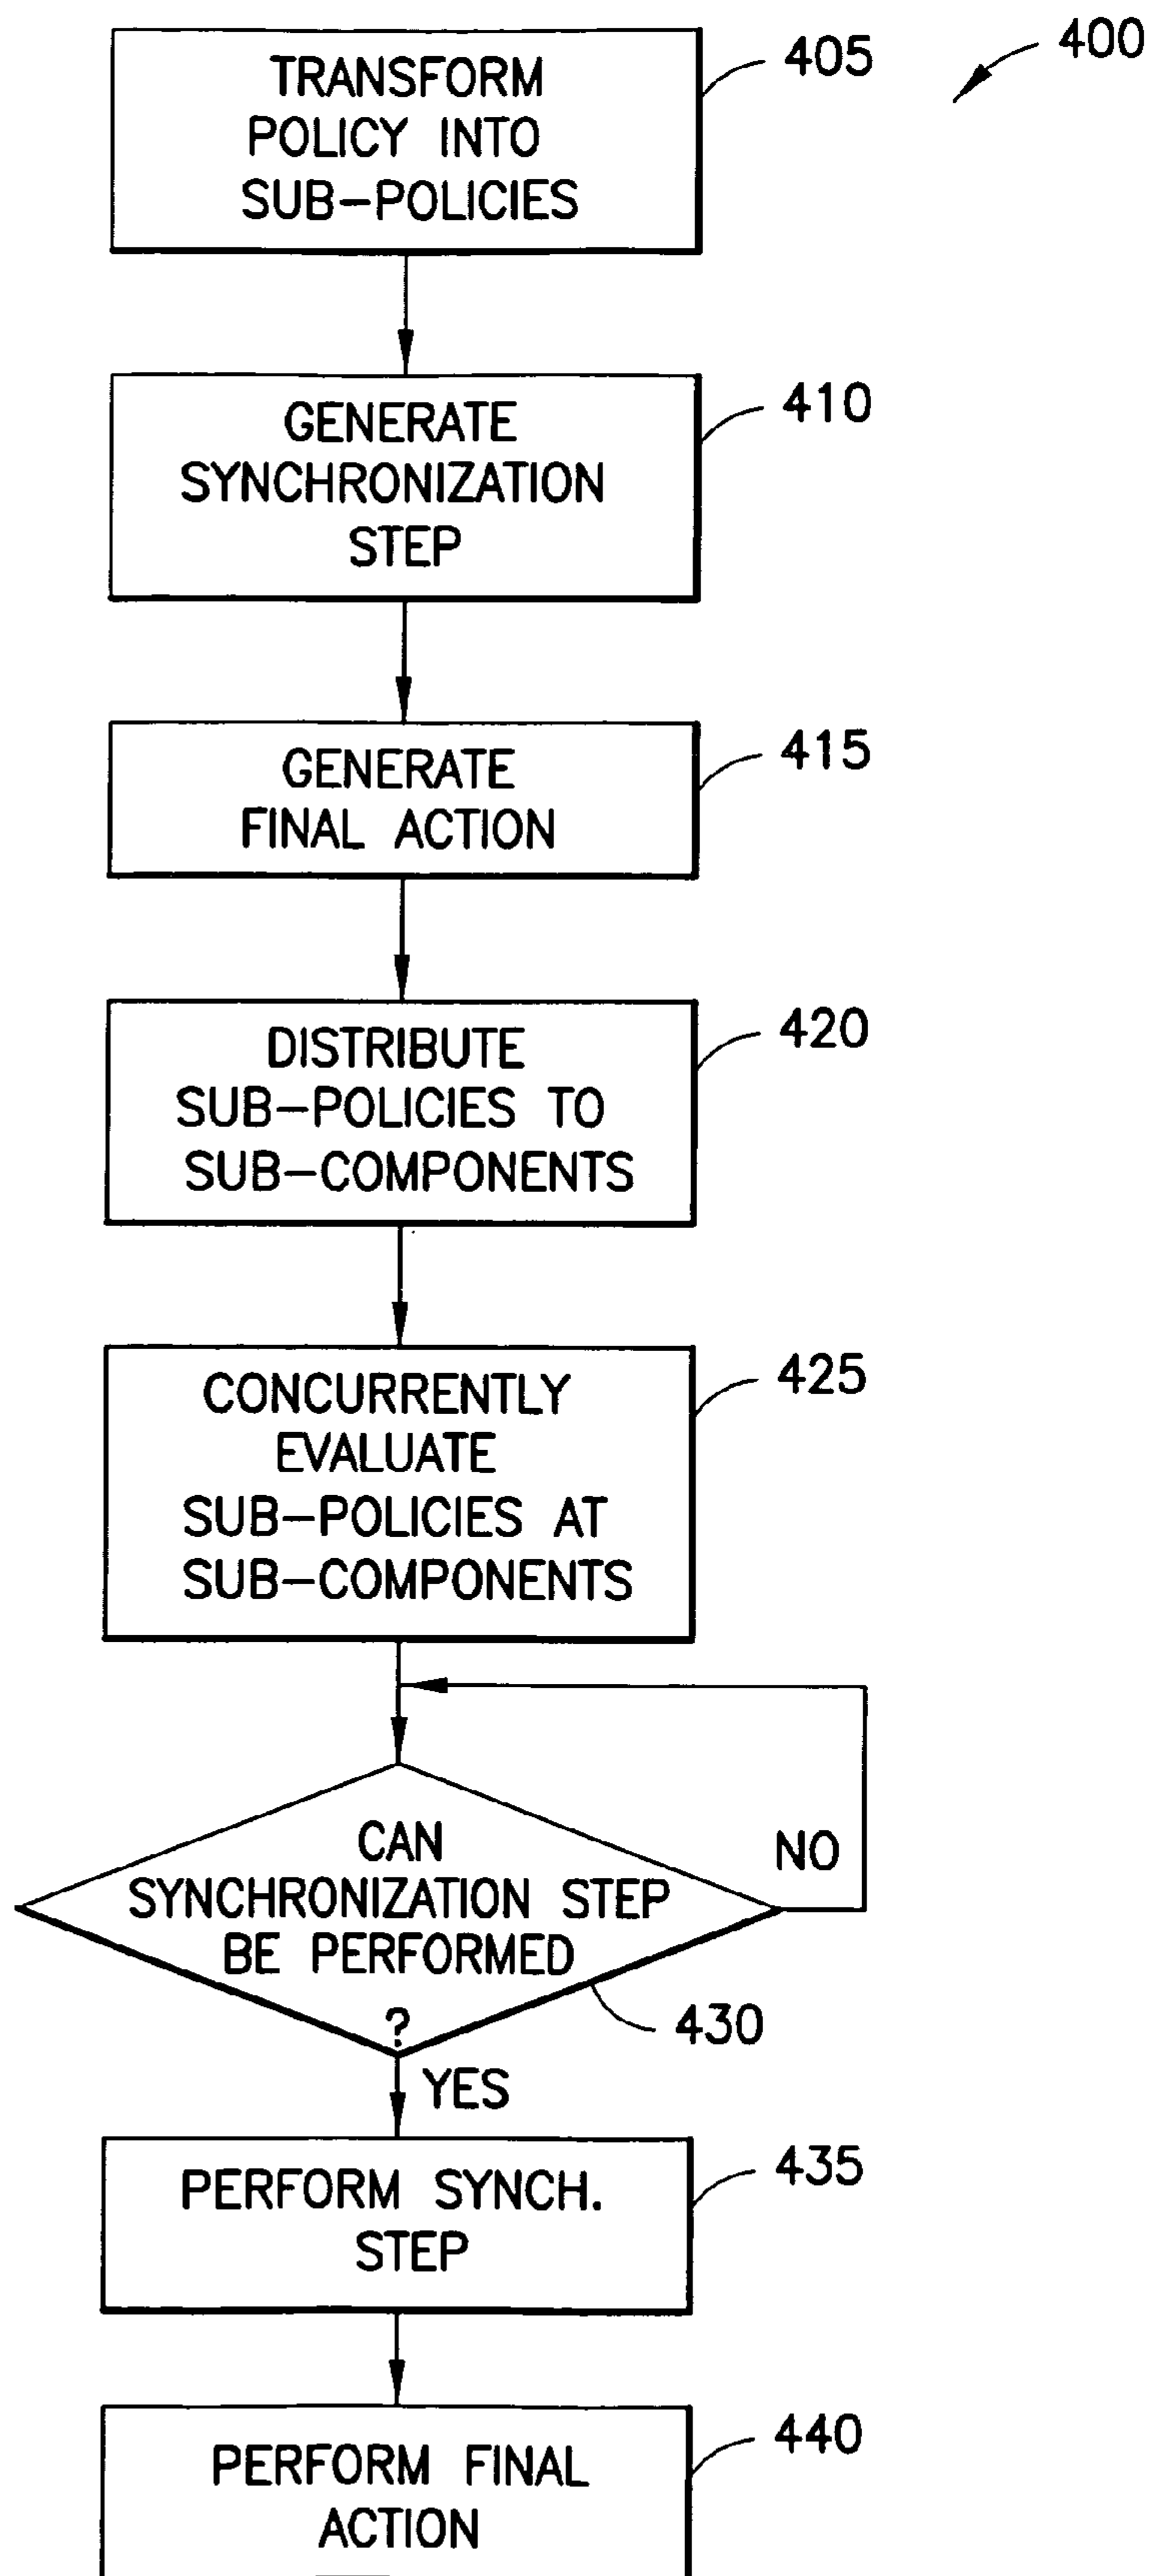 400
TRANSFORM
POLICY INTO
SUB-POLICIES
405
GENERATE
SYNCHRONIZATION
STEP
410
GENERATE
FINAL ACTION
415
DISTRIBUTE
SUB-POLICIES TO
SUB-COMPONENTS
420
CONCURRENTLY
EVALUATE
SUB-POLICIES AT
SUB-COMPONENTS
425
CAN
SYNCHRONIZATION STEP
BE PERFORMED
?
NO
430
YES
PERFORM SYNCH.
STEP
435
PERFORM FINAL
ACTION
440